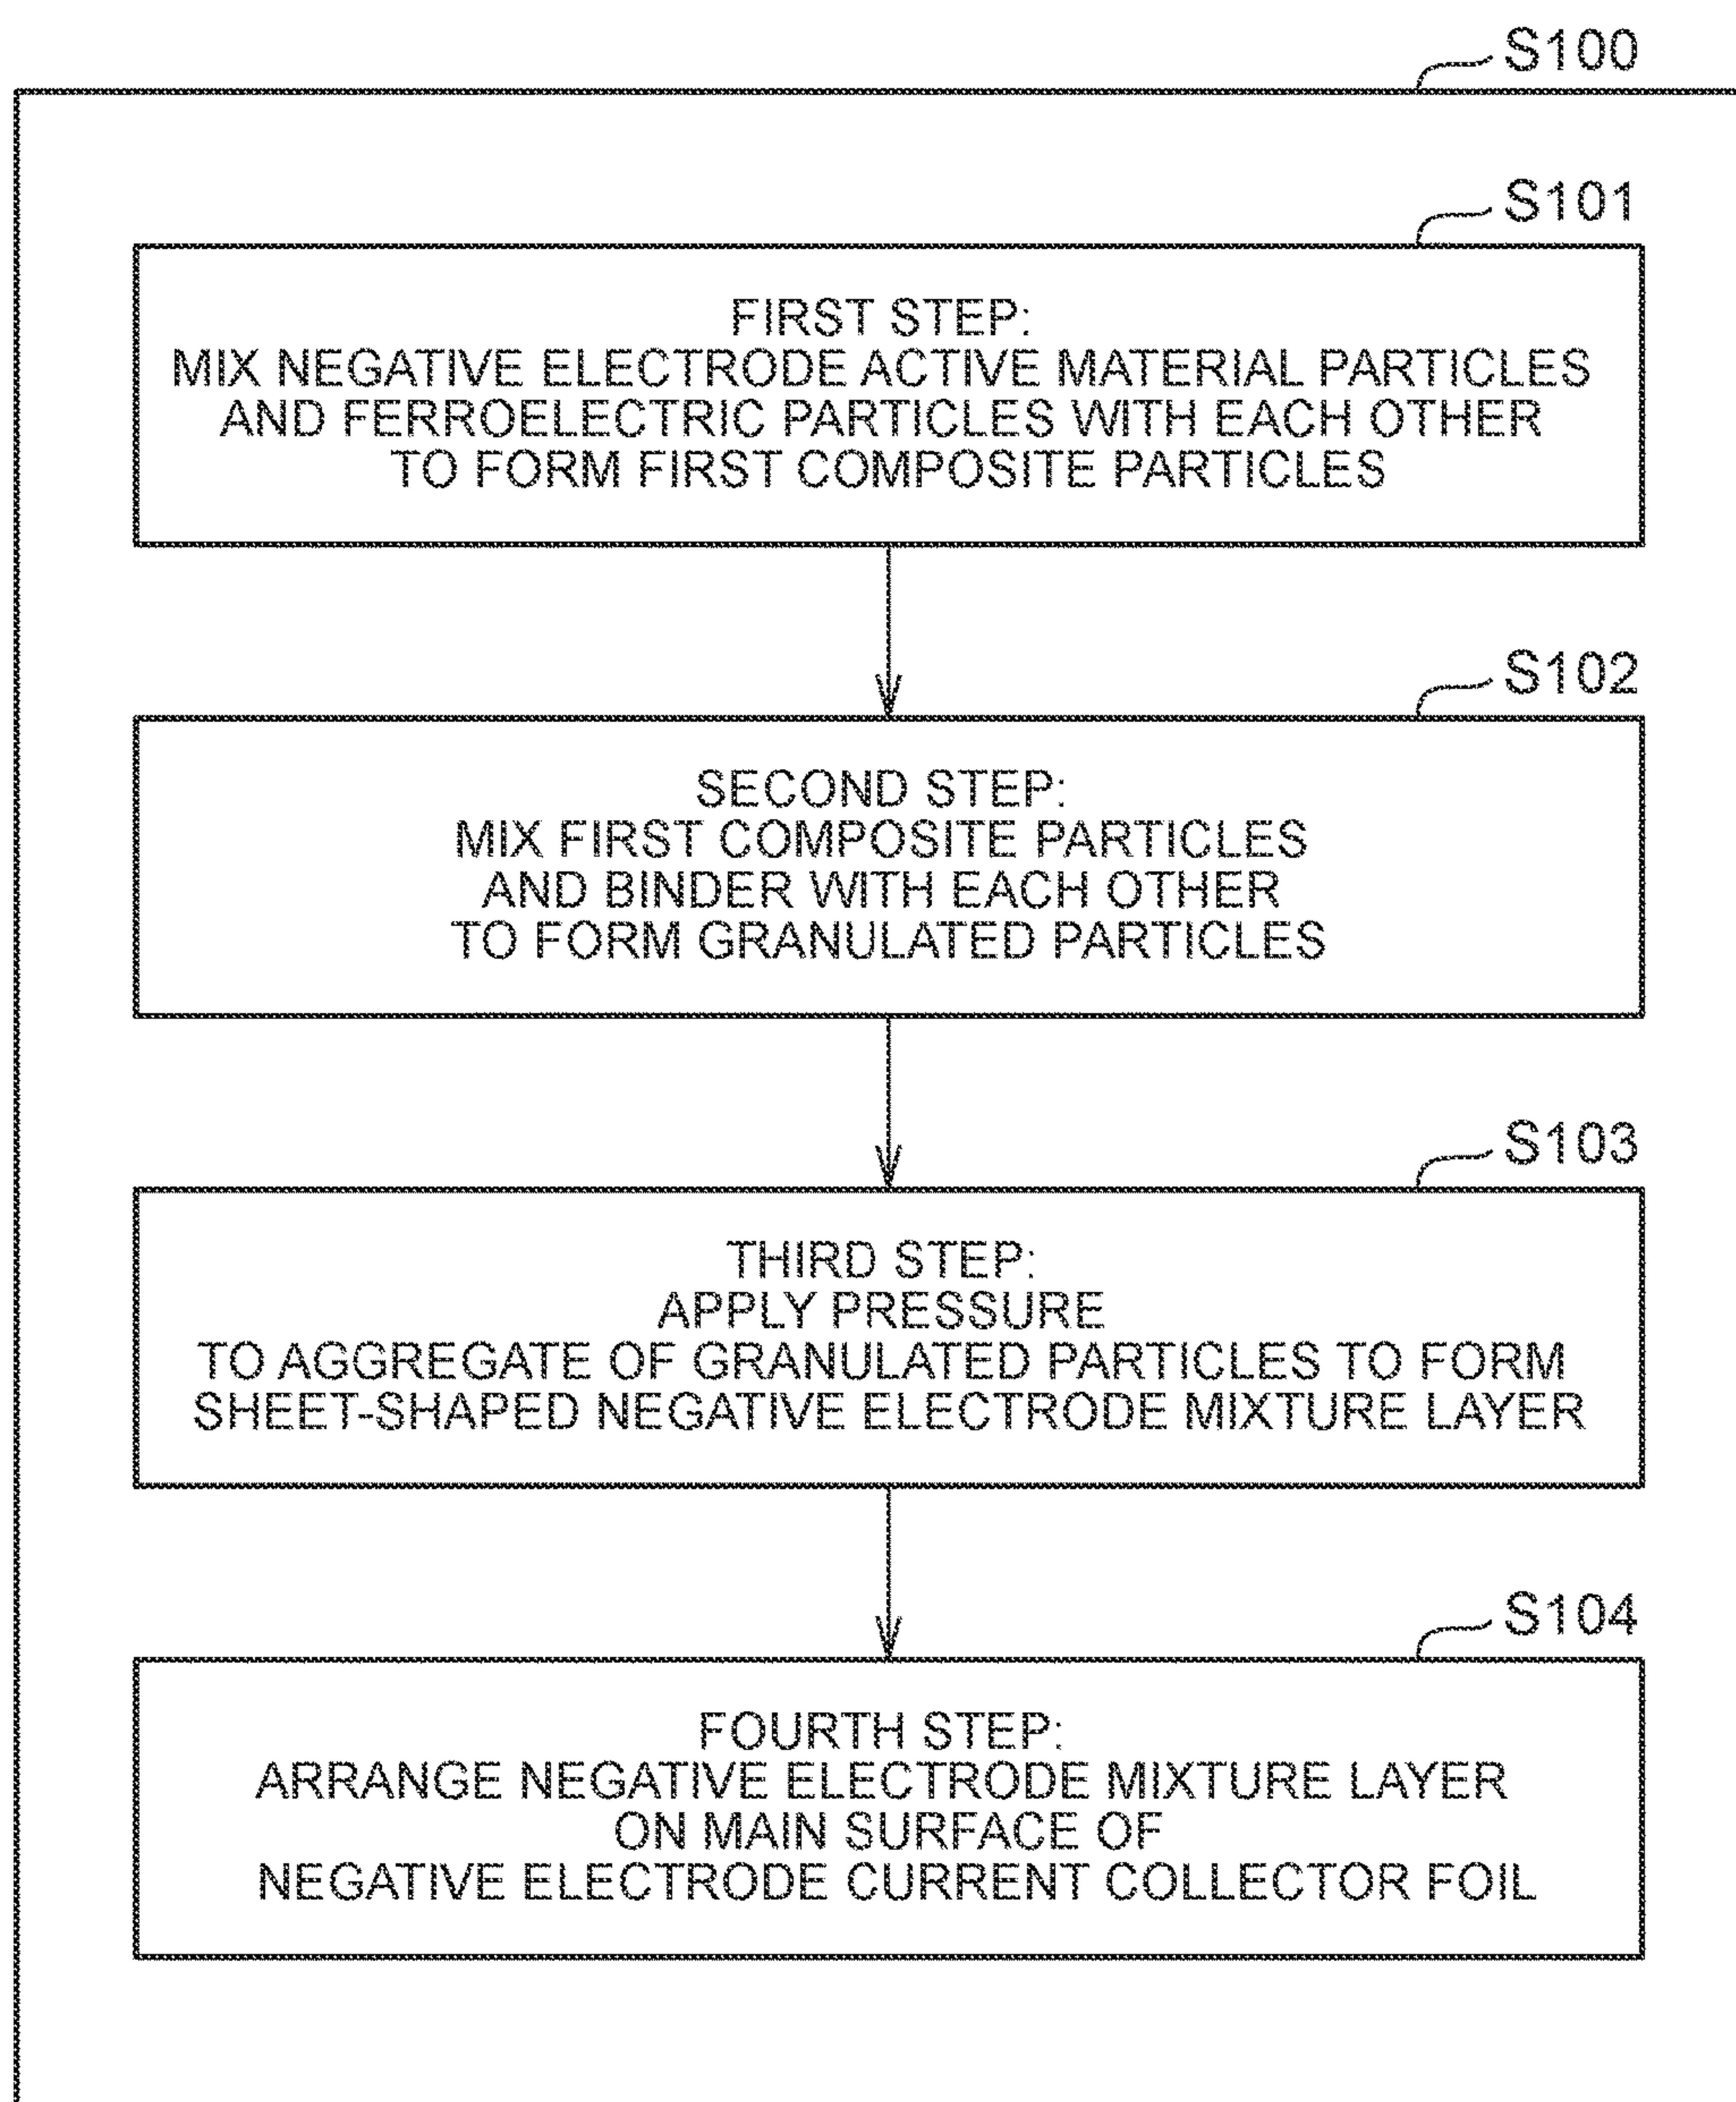 S100
S101
FIRST STEP:
MIX NEGATIVE ELECTRODE ACTIVE MATERIAL PARTICLES
AND FERROELECTRIC PARTICLES WITH EACH OTHER
TO FORM FIRST COMPOSITE PARTICLES
S102
SECOND STEP:
MIX FIRST COMPOSITE PARTICLES
AND BINDER WITH EACH OTHER
TO FORM GRANULATED PARTICLES
S103
THIRD STEP:
APPLY PRESSURE
TO AGGREGATE OF GRANULATED PARTICLES TO FORM
SHEET-SHAPED NEGATIVE ELECTRODE MIXTURE LAYER
S104
FOURTH STEP:
ARRANGE NEGATIVE ELECTRODE MIXTURE LAYER
ON MAIN SURFACE OF
NEGATIVE ELECTRODE CURRENT COLLECTOR FOIL